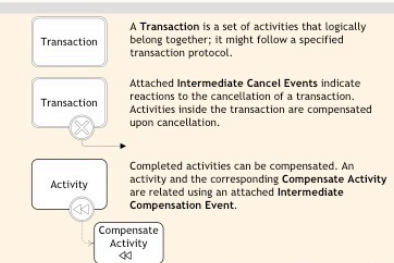 Transaction
A Transaction is a set of activities that logically
belong together; it might follow a specified
transaction protocol.
Transaction
Attached Intermediate Cancel Events indicate
reactions to the cancellation of a transaction.
Activities inside the transaction are compensated
upon cancellation.
Activity
Completed activities can be compensated. An
activity and the corresponding Compensate Activity
are related using an attached Intermediate
Compensation Event.
Compensate
Activity